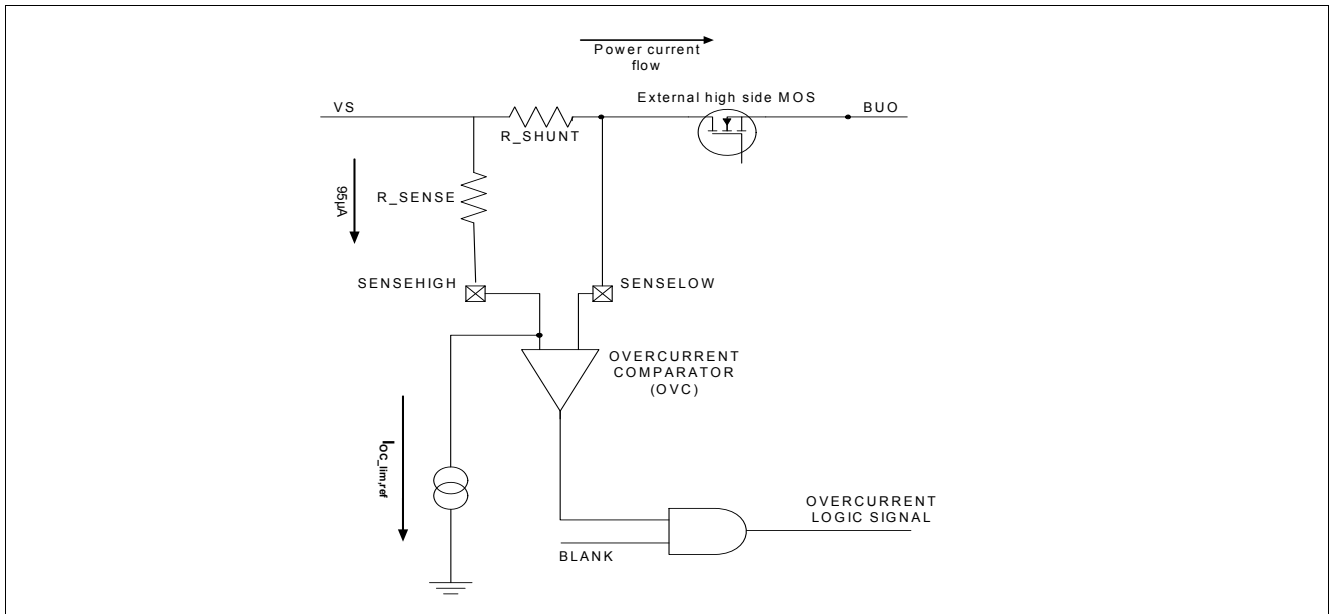 Power current
flow
External high side MOS
VS
BUO
R_SHUNT
95µA
R_SENSE
SENSEHIGH
SENSELOW
OVERCURRENT
COMPARATOR
(OVC)
IOC_lim,ref
OVERCURRENT
LOGIC SIGNAL
BLANK